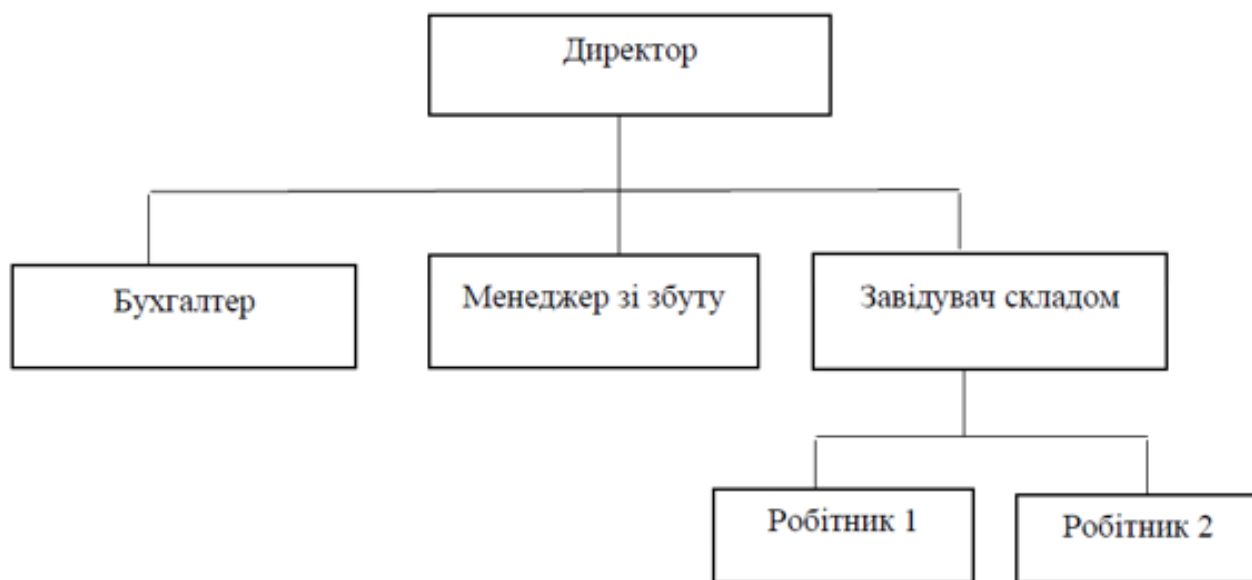 Директор
Бухгалтер
Менеджер зі збуту
Завідувач складом
Робітник 1
Робітник 2